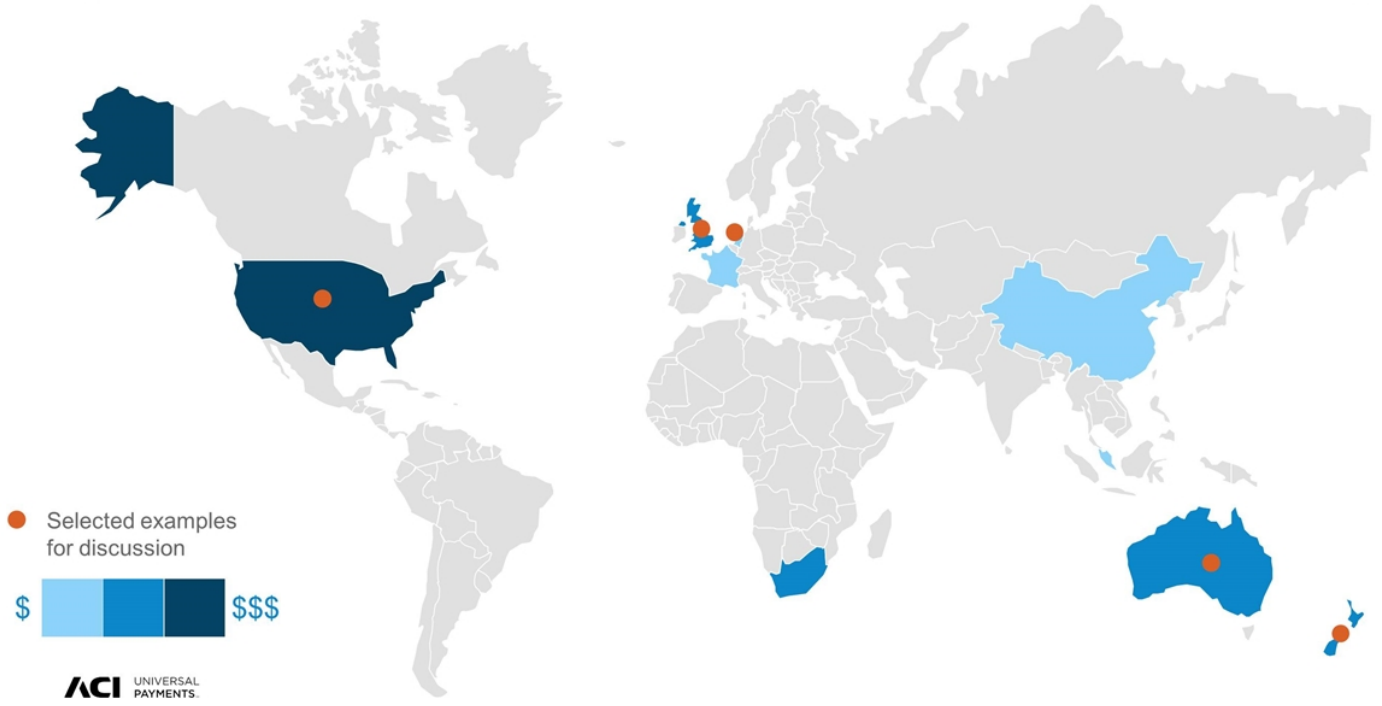 Selected examples
for discussion
$ $$$
ACI UNIVERSAL
PAYMENTS.